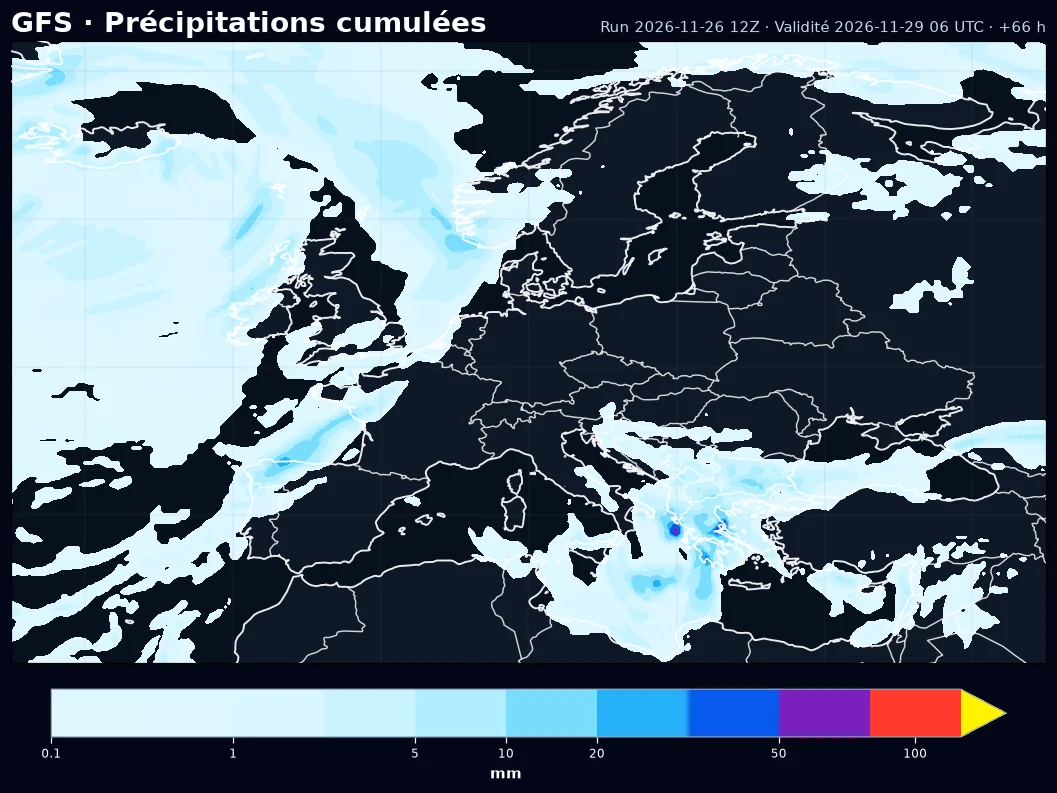 GFS · Précipitations cumulées
Run 2026-11-26 12Z · Validité 2026-11-29 06 UTC · +66 h
0.1 1 5 10 20 50 100
mm